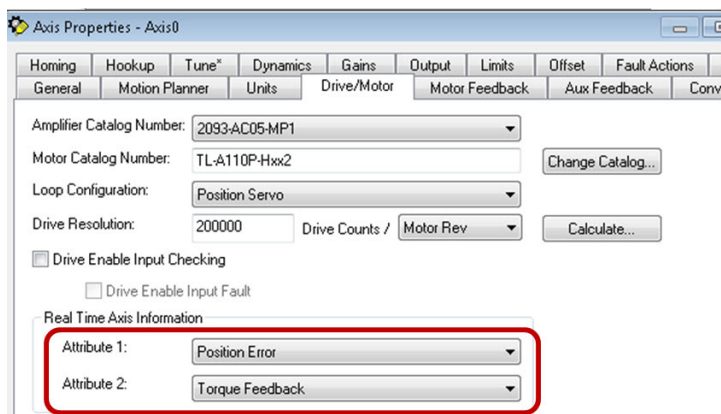 Axis Properties - Axis0
Homing Hookup Tune* Dynamics Gains Output Limits Offset Fault Actions
General Motion Planner Units Drive/Motor Motor Feedback Aux Feedback Conv
Amplifier Catalog Number: 2093-AC05-MP1
Motor Catalog Number: TL-A110P-Hxx2 Change Catalog...
Loop Configuration: Position Servo
Drive Resolution: 200000 Drive Counts / Motor Rev Calculate...
Drive Enable Input Checking
Drive Enable Input Fault
Real Time Axis Information
Attribute 1: Position Error
Attribute 2: Torque Feedback